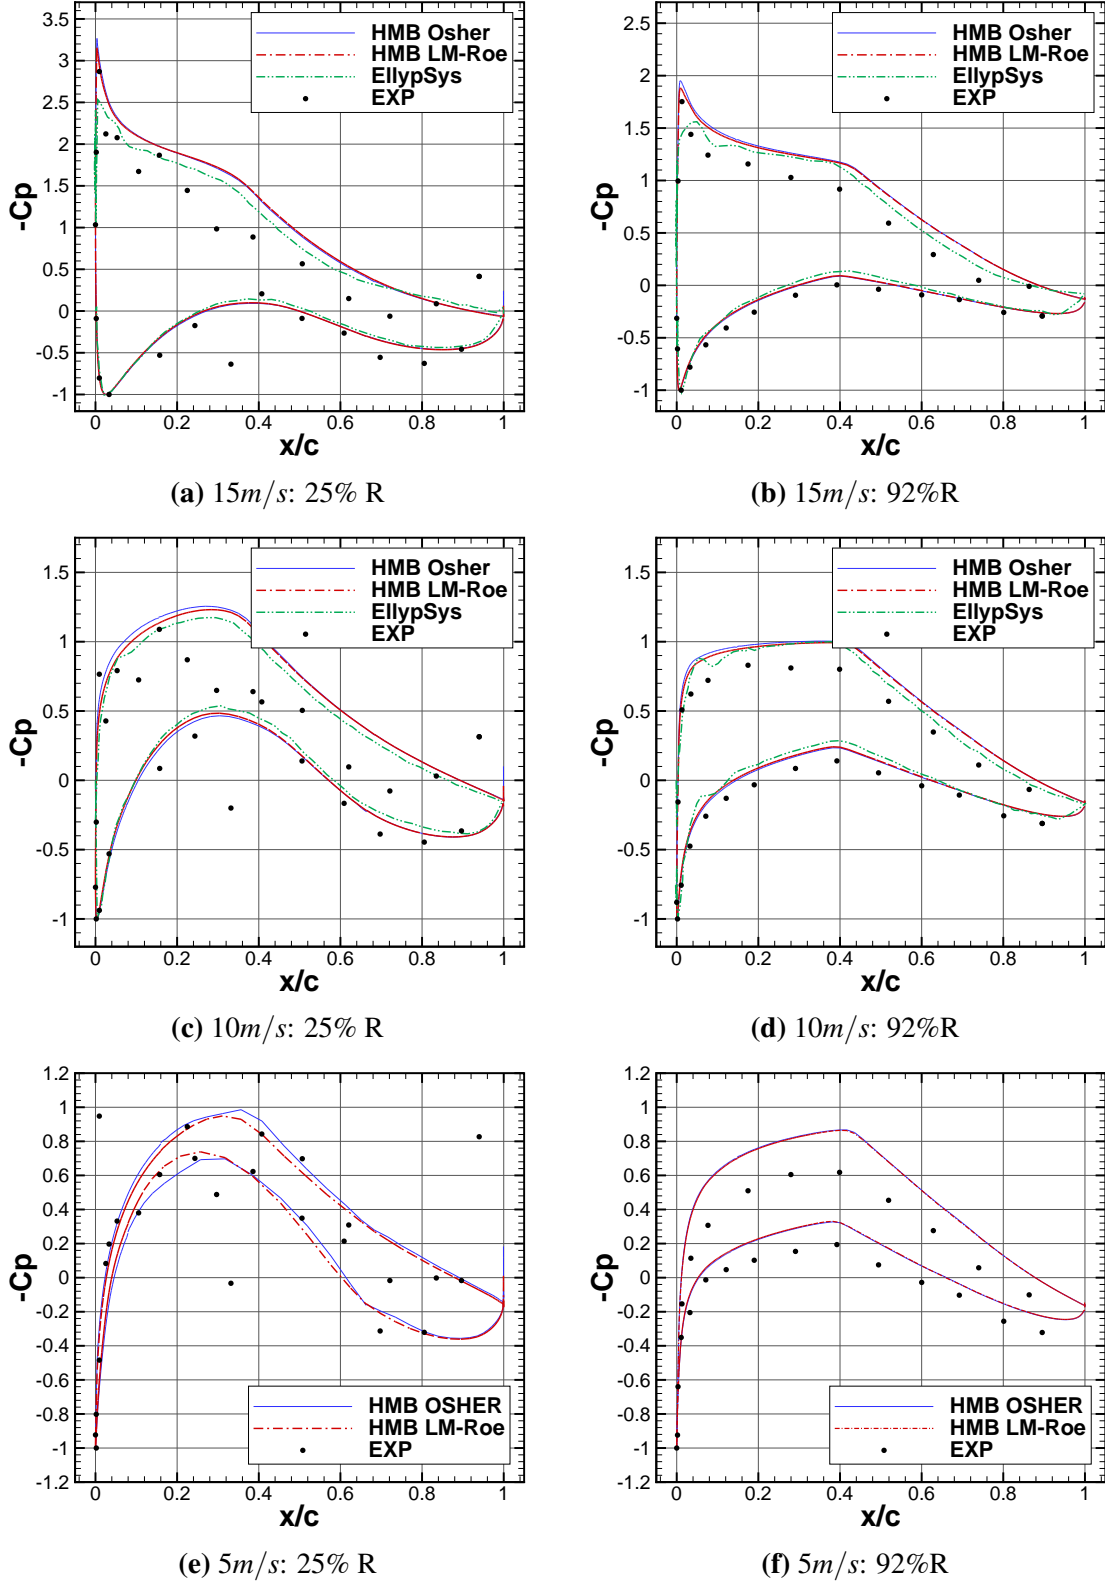 3.5
3
2.5
2
1.5
1
0.5
0
-0.5
-1
-Cp
0 0.2 0.4 0.6 0.8 1
x/c
HMB Osher
HMB LM-Roe
EllypSys
EXP
(a) 15m/s: 25% R
2.5
2
1.5
1
0.5
0
-0.5
-1
-Cp
0 0.2 0.4 0.6 0.8 1
x/c
HMB Osher
HMB LM-Roe
EllypSys
EXP
(b) 15m/s: 92%R
1.5
1
0.5
0
-0.5
-1
-Cp
0 0.2 0.4 0.6 0.8 1
x/c
HMB Osher
HMB LM-Roe
EllypSys
EXP
(c) 10m/s: 25% R
1.5
1
0.5
0
-0.5
-1
-Cp
0 0.2 0.4 0.6 0.8 1
x/c
HMB Osher
HMB LM-Roe
EllypSys
EXP
(d) 10m/s: 92%R
1.2
1
0.8
0.6
0.4
0.2
0
-0.2
-0.4
-0.6
-0.8
-1
-1.2
-Cp
0 0.2 0.4 0.6 0.8 1
x/c
HMB OSHER
HMB LM-Roe
EXP
(e) 5m/s: 25% R
1.2
1
0.8
0.6
0.4
0.2
0
-0.2
-0.4
-0.6
-0.8
-1
-1.2
-Cp
0 0.2 0.4 0.6 0.8 1
x/c
HMB OSHER
HMB LM-Roe
EXP
(f) 5m/s: 92%R